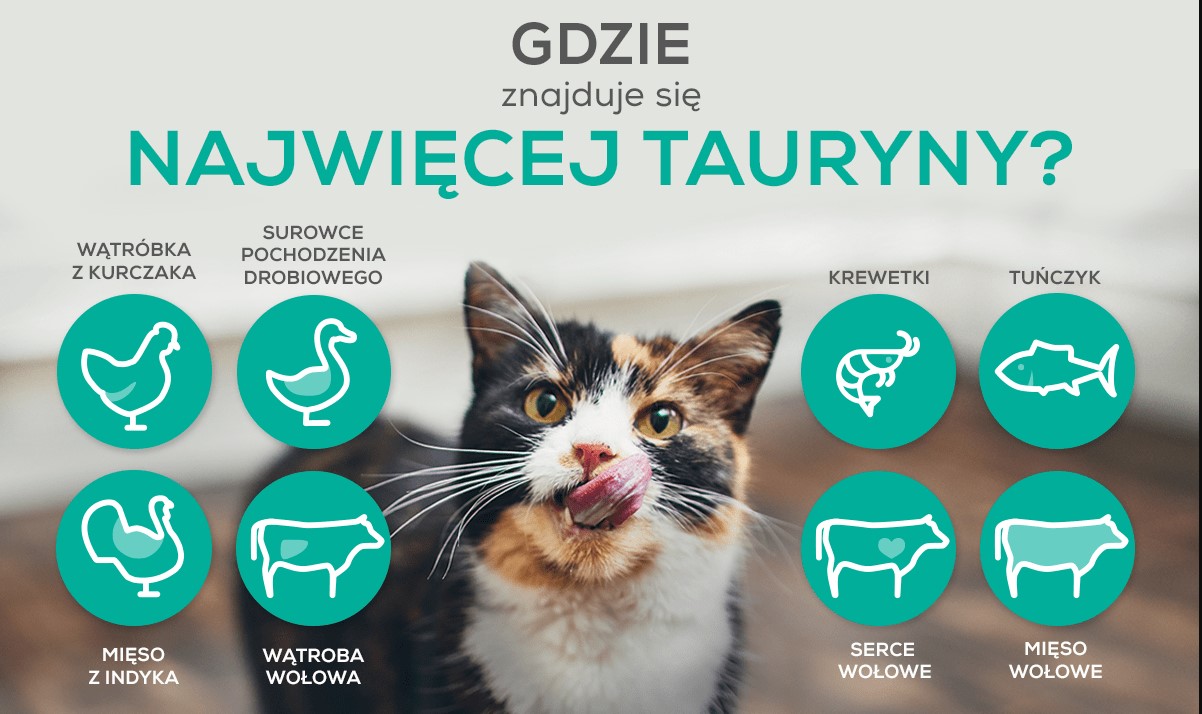 GDZIE
znajduje się
NAJWIĘCEJ TAURYNY?
WĄTRÓBKA
Z KURCZAKA
SUROWCE
POCHODZENIA
DROBIOWEGO
KREWETKI
TUŃCZYK
MIĘSO
Z INDYKA
WĄTROBA
WOŁOWA
SERCE
WOŁOWE
MIĘSO
WOŁOWE